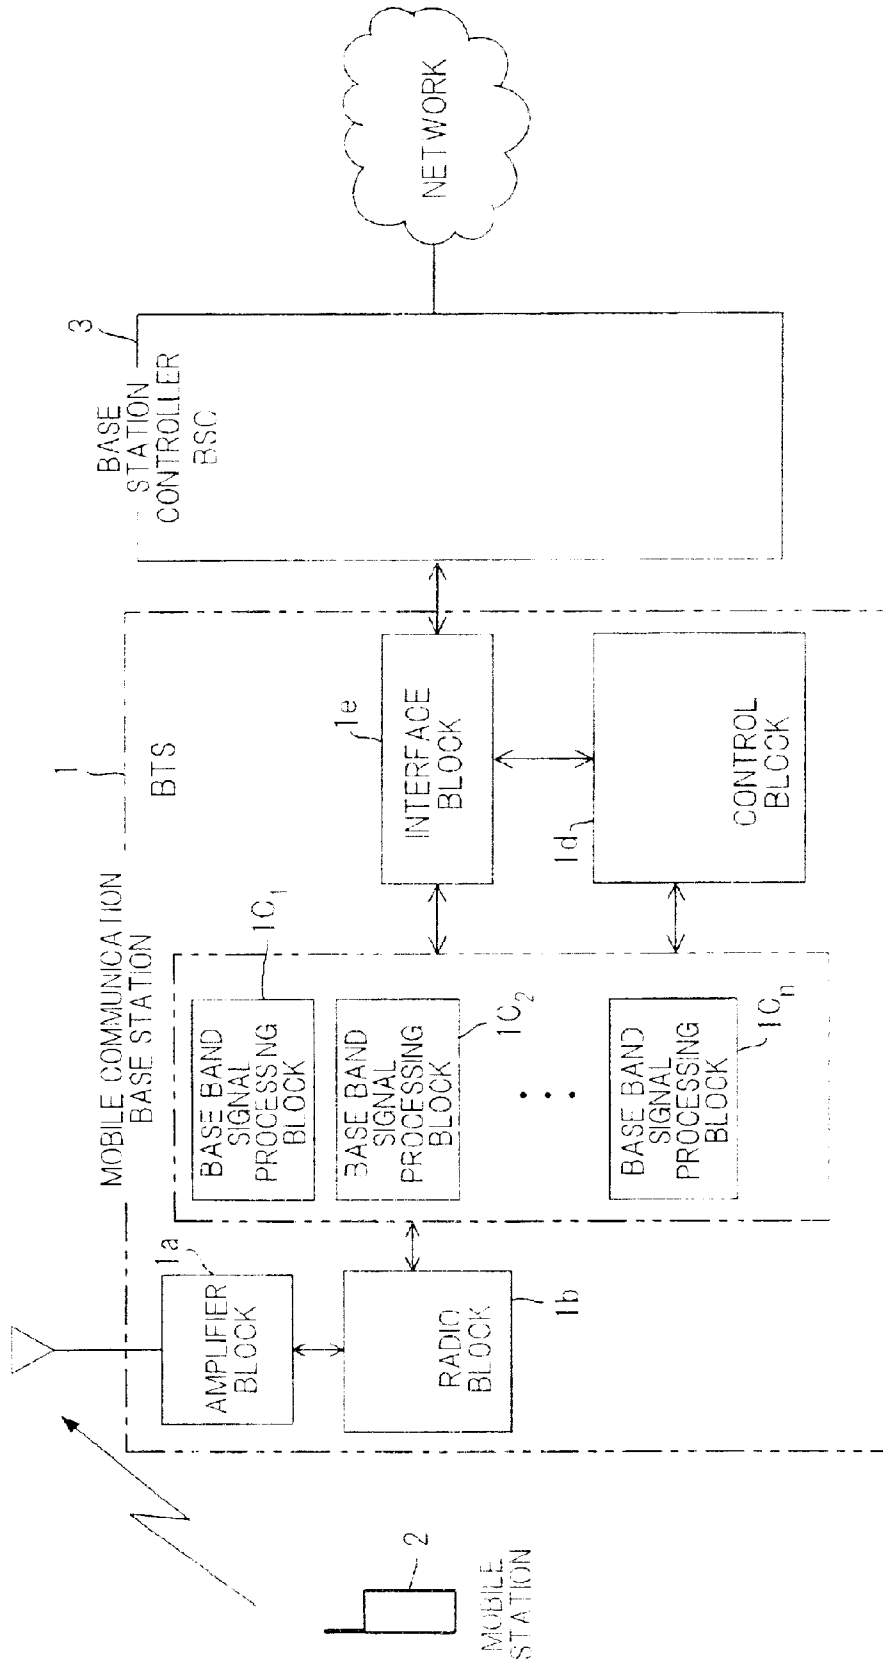 MOBILE COMMUNICATION
BASE STATION
1
BTS
1a
AMPLIFIER
BLOCK
RADIO
BLOCK
1b
BASE BAND
SIGNAL
PROCESSING
BLOCK
1C1
BASE BAND
SIGNAL
PROCESSING
BLOCK
1C2
BASE BAND
SIGNAL
PROCESSING
BLOCK
1Cn
1e
INTERFACE
BLOCK
1d
CONTROL
BLOCK
BASE
STATION
CONTROLLER
BSC
3
NETWORK
2
MOBILE
STATION